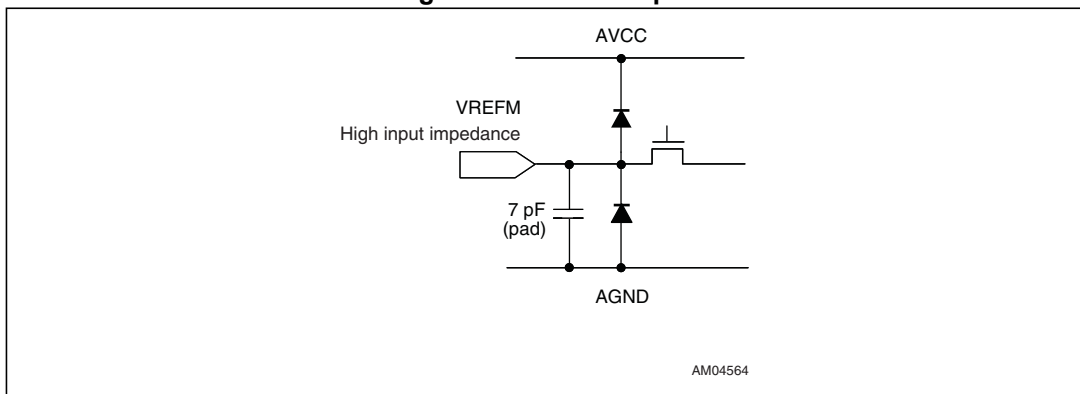 AVCC
VREFM
High input impedance
7 pF
(pad)
AGND
AM04564